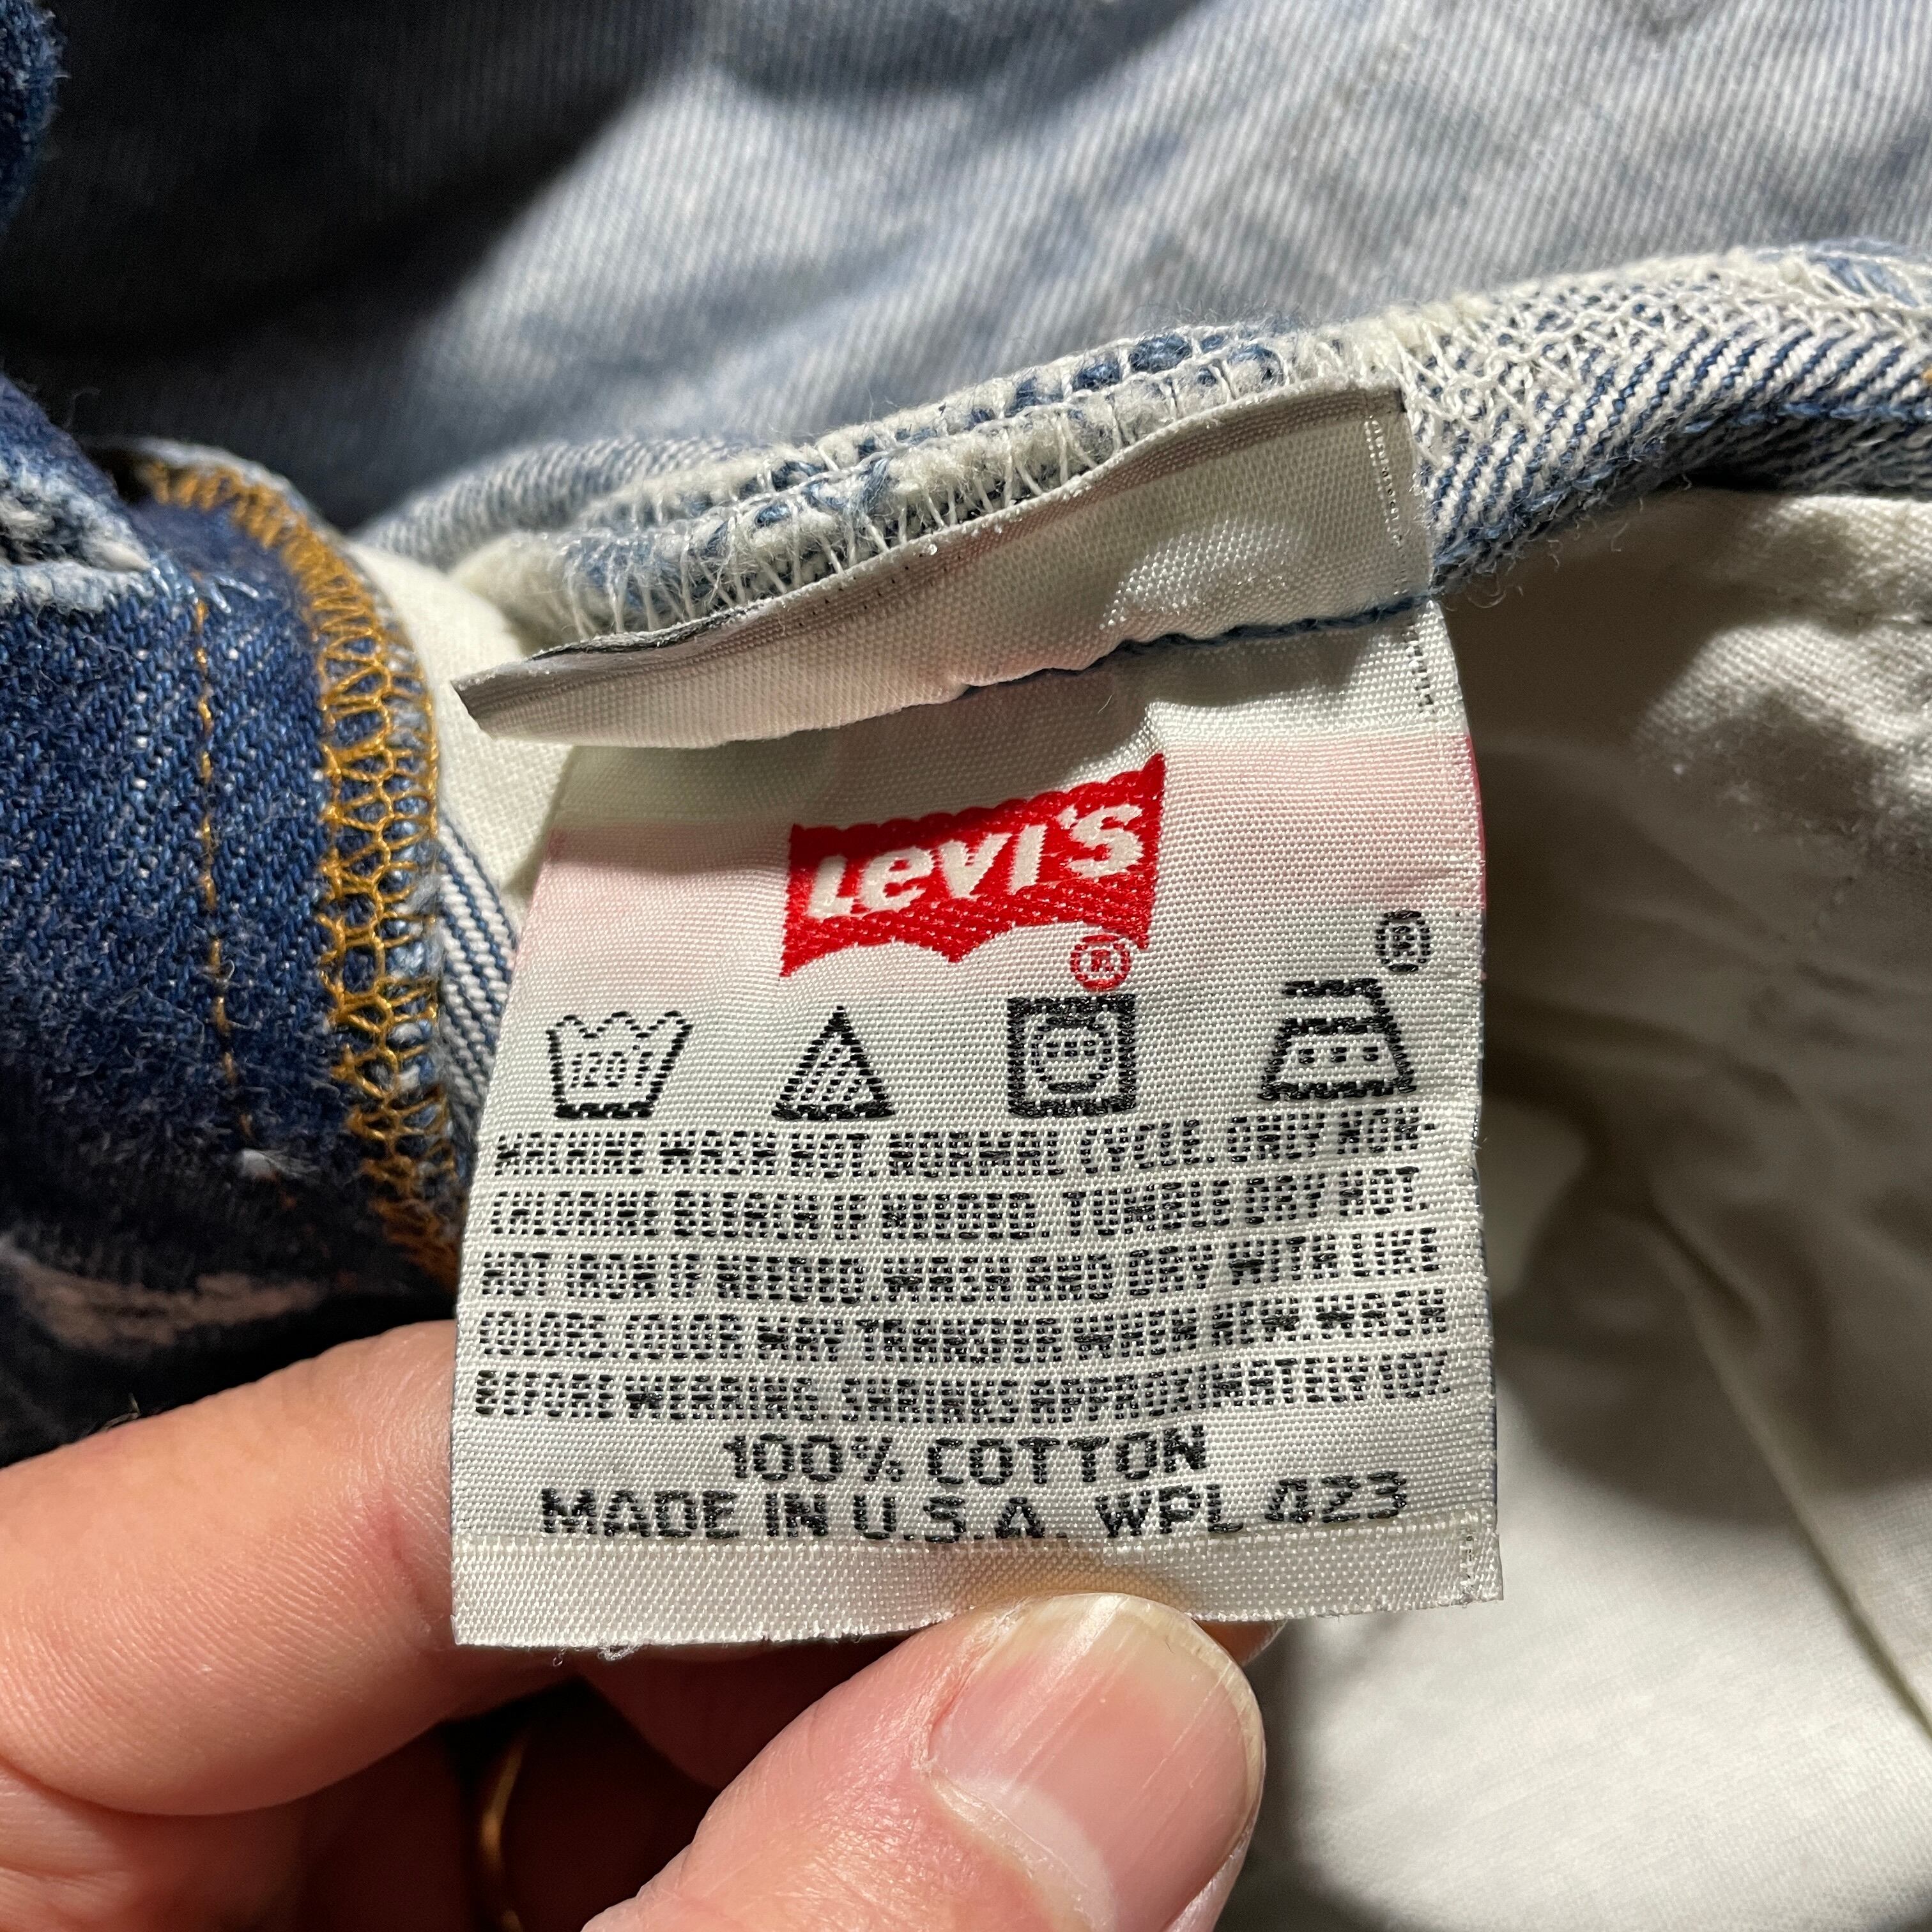 LEVI'S
®
®
120°F
MACHINE WASH HOT. NORMAL CYCLE. ONLY NON-
CHLORINE BLEACH IF NEEDED. TUMBLE DRY HOT.
HOT IRON IF NEEDED. WASH AND DRY WITH LIKE
COLORS. COLOR MAY TRANSFER WHEN NEW. WASH
BEFORE WEARING. SHRINKS APPROXIMATELY 10%
100% COTTON
MADE IN U.S.A. WPL 423